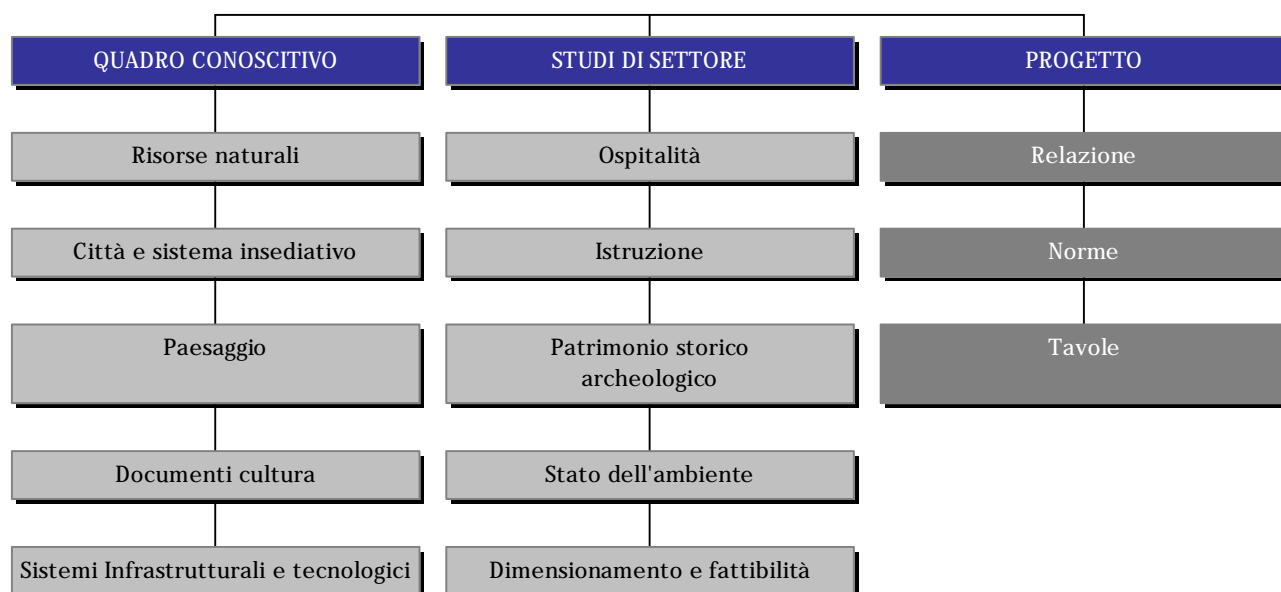 QUADRO CONOSCITIVO
Risorse naturali
Città e sistema insediativo
Paesaggio
Documenti cultura
Sistemi Infrastrutturali e tecnologici
STUDI DI SETTORE
Ospitalità
Istruzione
Patrimonio storico
archeologico
Stato dell'ambiente
Dimensionamento e fattibilità
PROGETTO
Relazione
Norme
Tavole